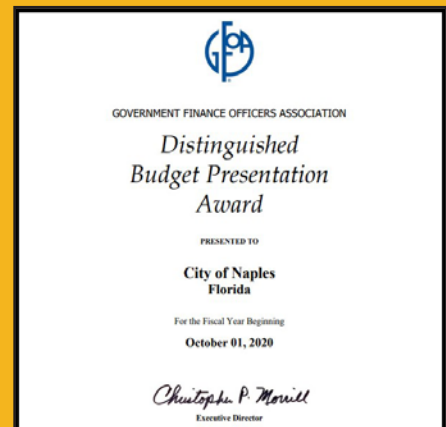 GFOA
GOVERNMENT FINANCE OFFICERS ASSOCIATION
Distinguished
Budget Presentation
Award
PRESENTED TO
City of Naples
Florida
For the Fiscal Year Beginning
October 01, 2020
Christopher P. Morrill
Executive Director